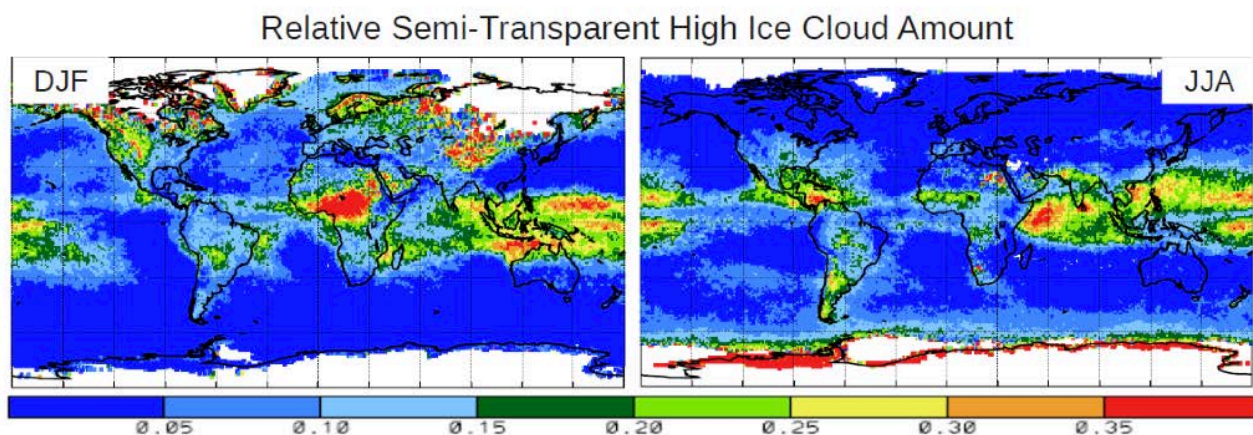 Relative Semi-Transparent High Ice Cloud Amount
DJF
JJA
0.05 0.10 0.15 0.20 0.25 0.30 0.35